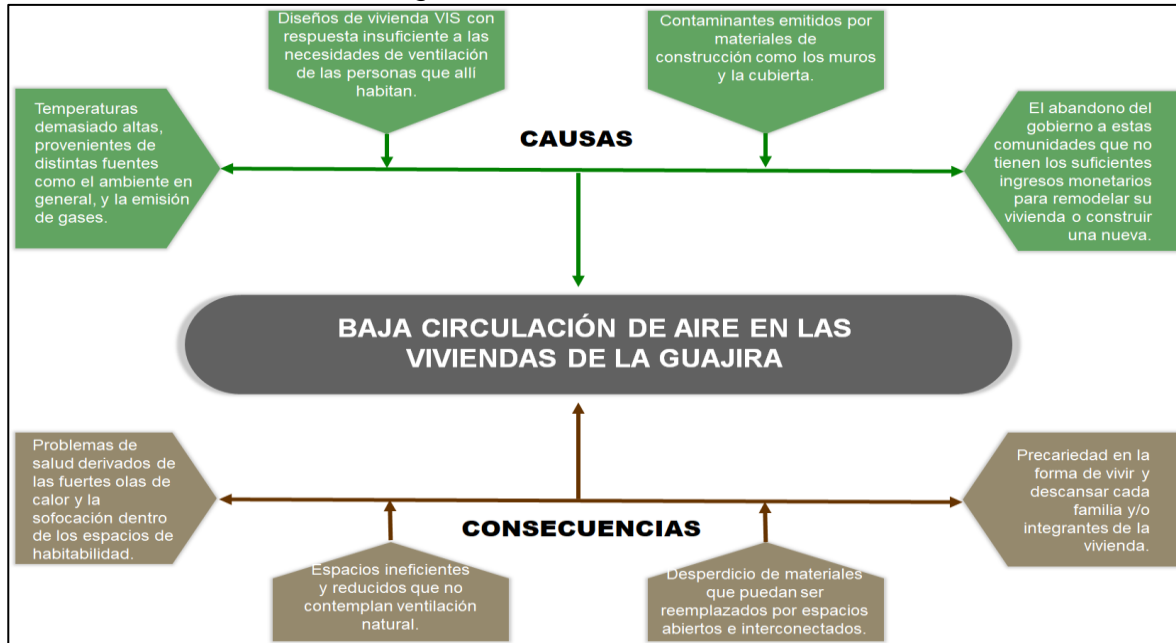 Diseños de vivienda VIS con
respuesta insuficiente a las
necesidades de ventilación
de las personas que allí
habitan.
Contaminantes emitidos por
materiales de
construcción como los muros
y la cubierta.
Temperaturas
demasiado altas,
provenientes de
distintas fuentes
como el ambiente en
general, y la emisión
de gases.
CAUSAS
El abandono del
gobierno a estas
comunidades que no
tienen los suficientes
ingresos monetarios
para remodelar su
vivienda o construir
una nueva.
BAJA CIRCULACIÓN DE AIRE EN LAS
VIVIENDAS DE LA GUAJIRA
Problemas de
salud derivados de
las fuertes olas de
calor y la
sofocación dentro
de los espacios de
habitabilidad.
CONSECUENCIAS
Precariedad en la
forma de vivir y
descansar cada
familia y/o
integrantes de la
vivienda.
Espacios ineficientes
y reducidos que no
contemplan ventilación
natural.
Desperdicio de materiales
que puedan ser
reemplazados por espacios
abiertos e interconectados.